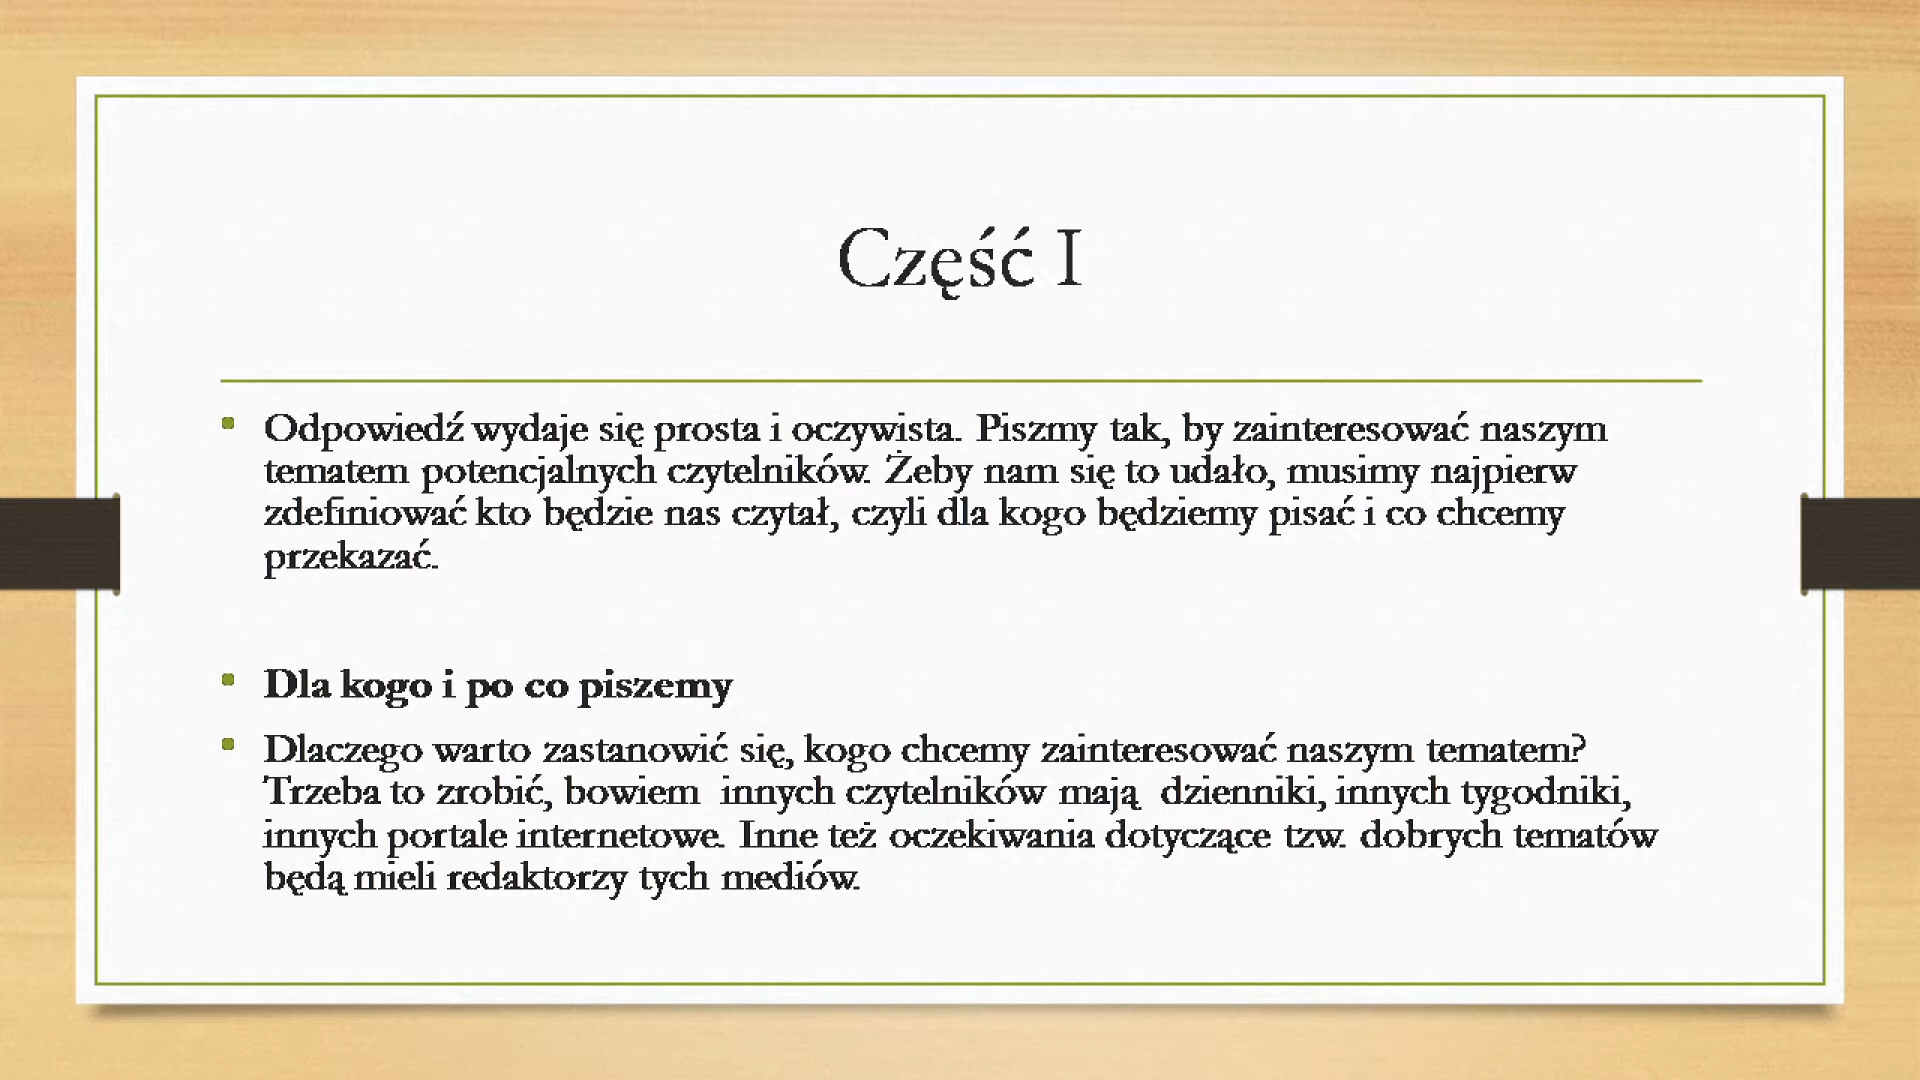 Część I
Odpowiedź wydaje się prosta i oczywista. Piszmy tak, by zainteresować naszym
tematem potencjalnych czytelników. Żeby nam się to udało, musimy najpierw
zdefiniować kto będzie nas czytał, czyli dla kogo będziemy pisać i co chcemy
przekazać.
Dla kogo i po co piszemy
Dlaczego warto zastanowić się, kogo chcemy zainteresować naszym tematem?
Trzeba to zrobić, bowiem  innych czytelników mają  dzienniki, innych tygodniki,
innych portale internetowe. Inne też oczekiwania dotyczące tzw. dobrych tematów
będą mieli redaktorzy tych mediów.